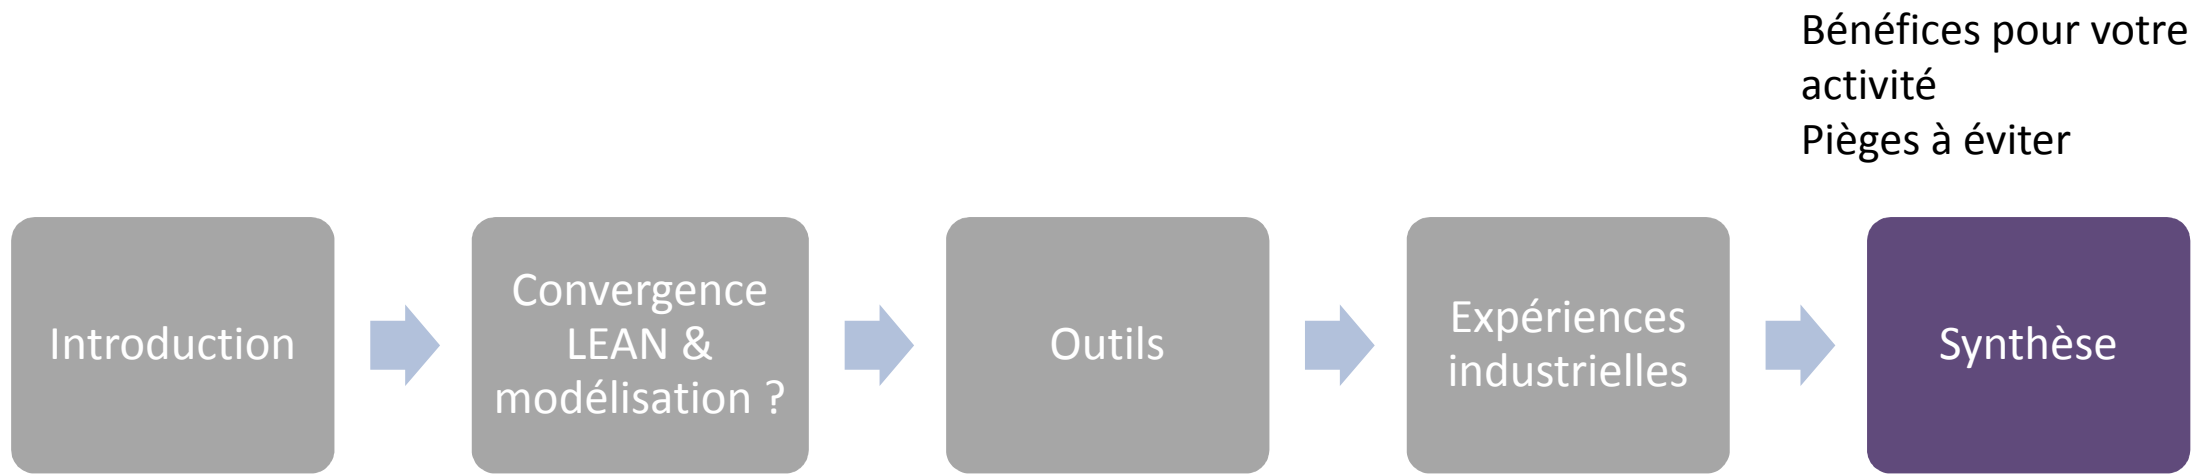 Bénéfices pour votre
activité
Pièges à éviter
Introduction
Convergence
LEAN &
modélisation ?
Outils
Expériences
industrielles
Synthèse